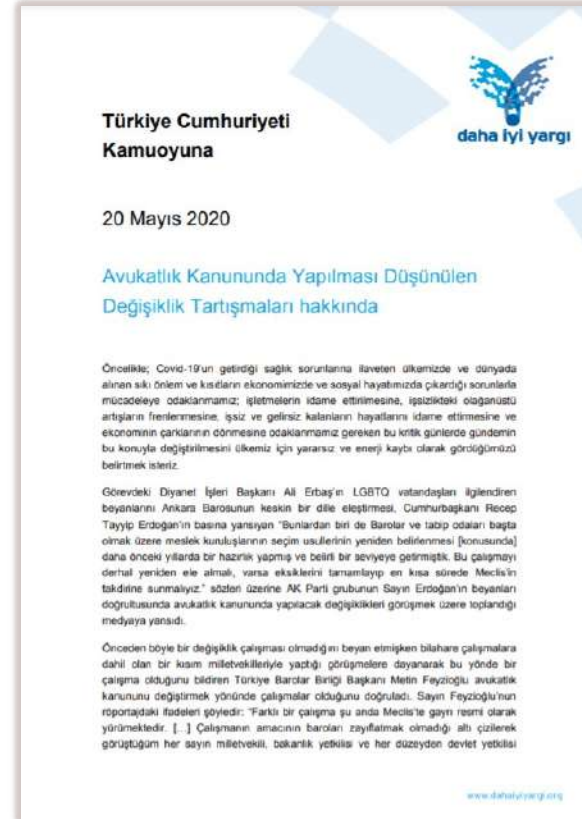 daha iyi yargı
Türkiye Cumhuriyeti
Kamuoyuna
20 Mayıs 2020
Avukatlık Kanununda Yapılması Düşünülen
Değişiklik Tartışmaları hakkında
Öncelikle; Covid-19'un getirdiği sağlık sorunlarına ilaveten ülkemizde ve dünyada
alınan sıkı önlem ve kısıtların ekonomimizde ve sosyal hayatımızda çıkardığı sorunlarla
mücadeleye odaklanmamız; işletmelerin idame ettirilmesine, işsizlikteki olağanüstü
artışların frenlenmesine, işsiz ve gelirsiz kalanların hayatlarını idame ettirmesine ve
ekonominin çarklarının dönmesine odaklanmamız gereken bu kritik günlerde gündemin
bu konuyla değiştirilmesini ülkemiz için yararsız ve enerji kaybı olarak gördüğümüzü
belirtmek isteriz.
Görevdeki Diyanet İşleri Başkanı Ali Erbaş'ın LGBTQ vatandaşları ilgilendiren
beyanlarını Ankara Barosunun keskin bir dille eleştirmesi, Cumhurbaşkanı Recep
Tayyip Erdoğan'ın basına yansıyan "Bunlardan biri de Barolar ve tabip odaları başta
olmak üzere meslek kuruluşlarının seçim usullerinin yeniden belirlenmesi [konusunda]
daha önceki yıllarda bir hazırlık yapmış ve belirli bir seviyeye getirmiştik. Bu çalışmayı
derhal yeniden ele almalı, varsa eksiklerini tamamlayıp en kısa sürede Meclis'in
takdirine sunmalıyız." sözleri üzerine AK Parti grubunun Sayın Erdoğan'ın beyanları
doğrultusunda avukatlık kanununda yapılacak değişiklikleri görüşmek üzere toplandığı
medyaya yansıdı.
Önceden böyle bir değişiklik çalışması olmadığını beyan etmişken bilahare çalışmalara
dahil olan bir kısım milletvekilleriyle yaptığı görüşmelere dayanarak bu yönde bir
çalışma olduğunu bildiren Türkiye Barolar Birliği Başkanı Metin Feyzioğlu avukatlık
kanununu değiştirmek yönünde çalışmalar olduğunu doğruladı. Sayın Feyzioğlu'nun
röportajdaki ifadeleri şöyledir: "Farklı bir çalışma şu anda Meclis'te gayrı resmi olarak
yürümektedir. [...] Çalışmanın amacının baroları zayıflatmak olmadığı altı çizilerek
görüştüğüm her sayın milletvekili, bakanlık yetkilisi ve her düzeyden devlet yetkilisi
www.dahaiyiyargi.org